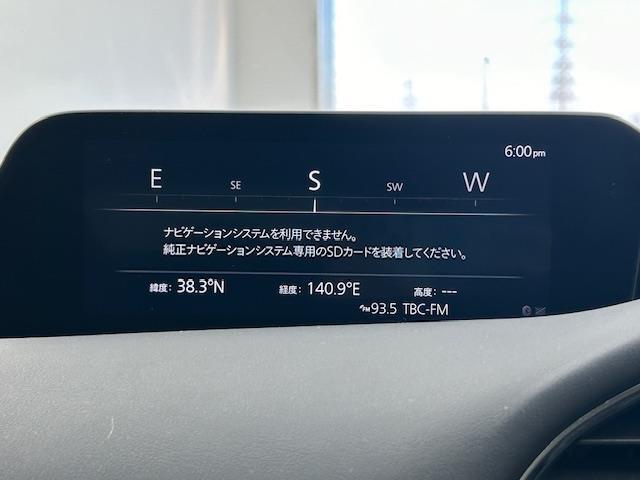 6:00pm
E SE S SW W
ナビゲーションシステムを利用できません。
純正ナビゲーションシステム専用のSDカードを装着してください。
緯度: 38.3°N 経度: 140.9°E 高度: ---
FM 93.5 TBC-FM